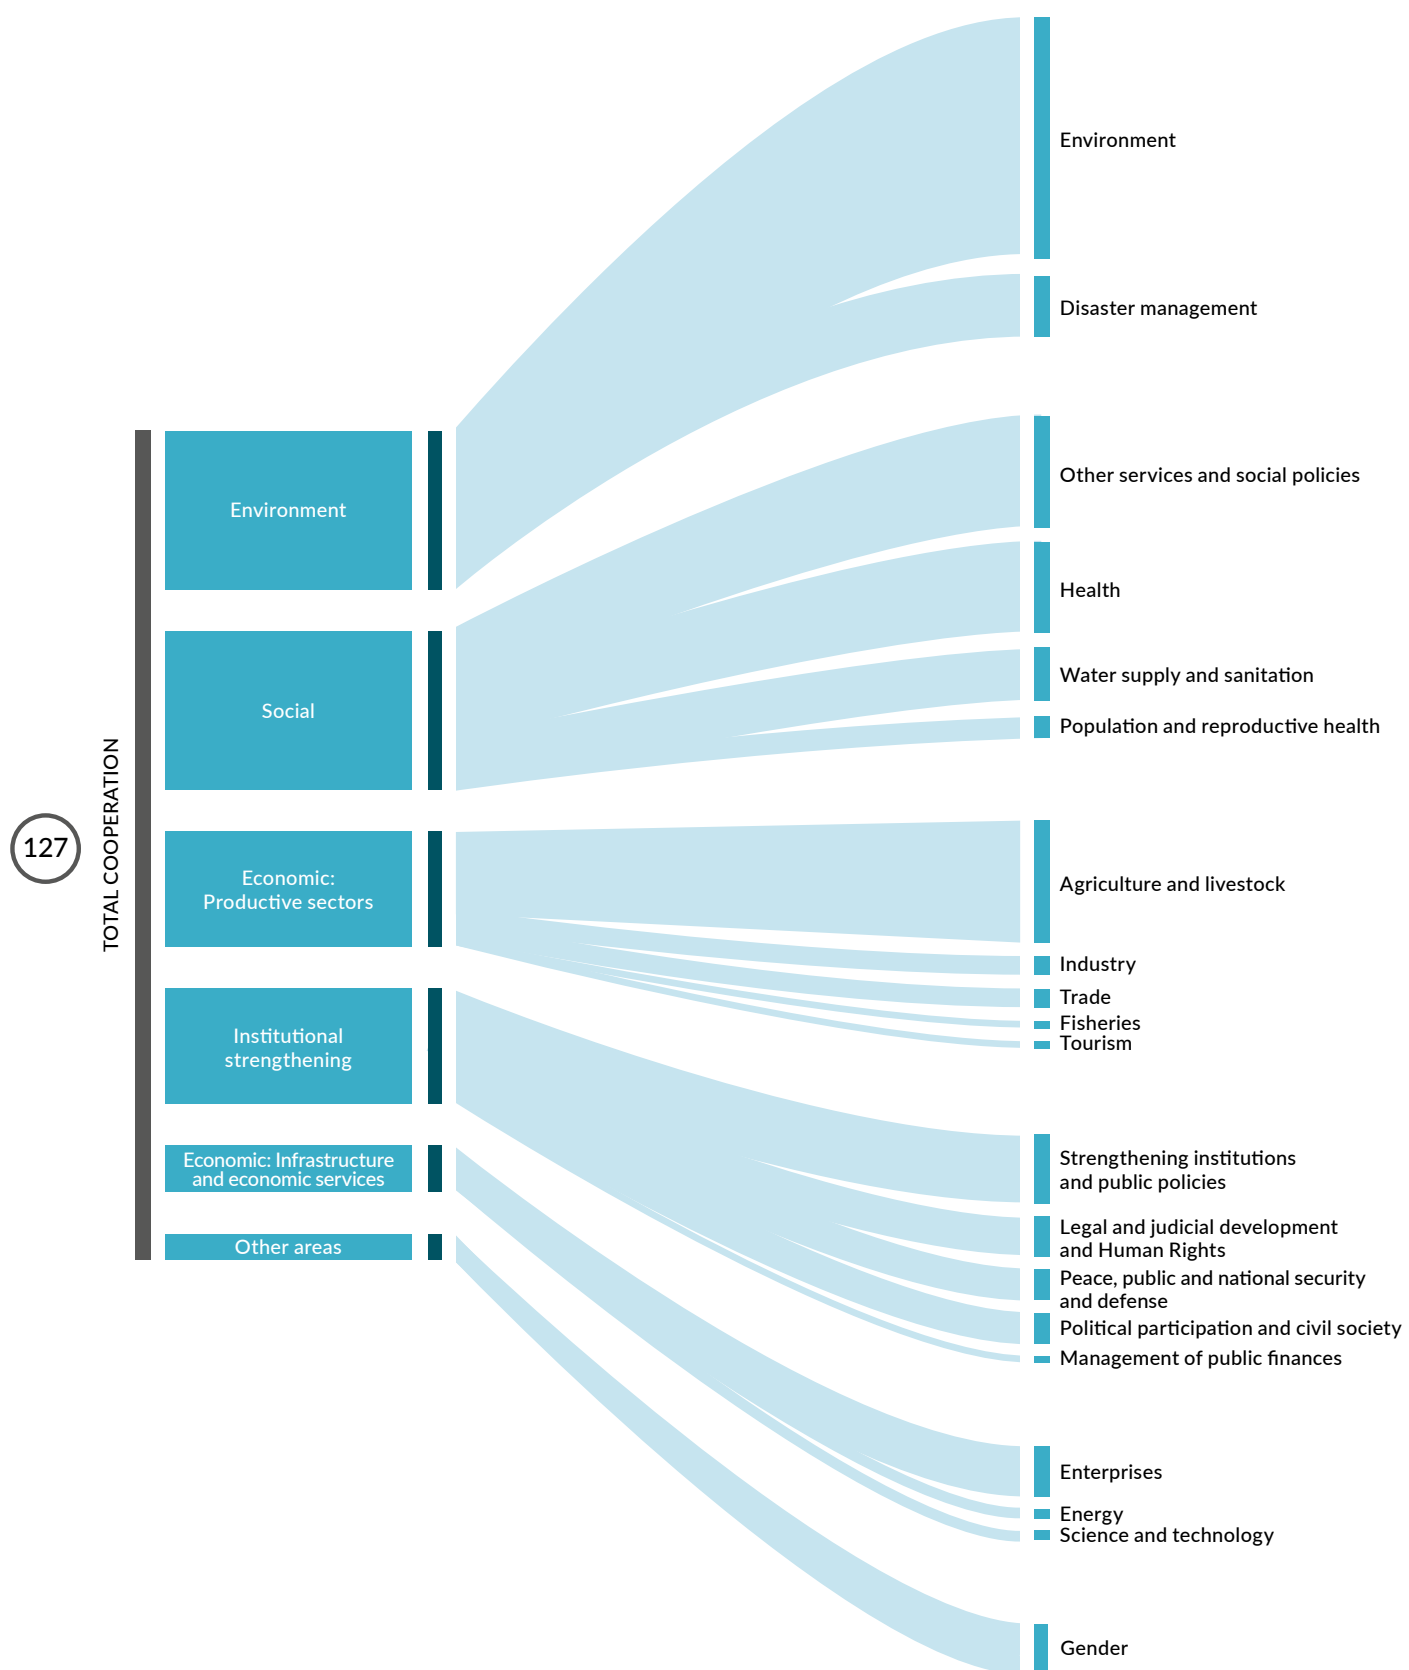 127
TOTAL COOPERATION
Environment
Social
Economic:
Productive sectors
Institutional
strengthening
Economic: Infrastructure
and economic services
Other areas
Environment
Disaster management
Other services and social policies
Health
Water supply and sanitation
Population and reproductive health
Agriculture and livestock
Industry
Trade
Fisheries
Tourism
Strengthening institutions
and public policies
Legal and judicial development
and Human Rights
Peace, public and national security
and defense
Political participation and civil society
Management of public finances
Enterprises
Energy
Science and technology
Gender